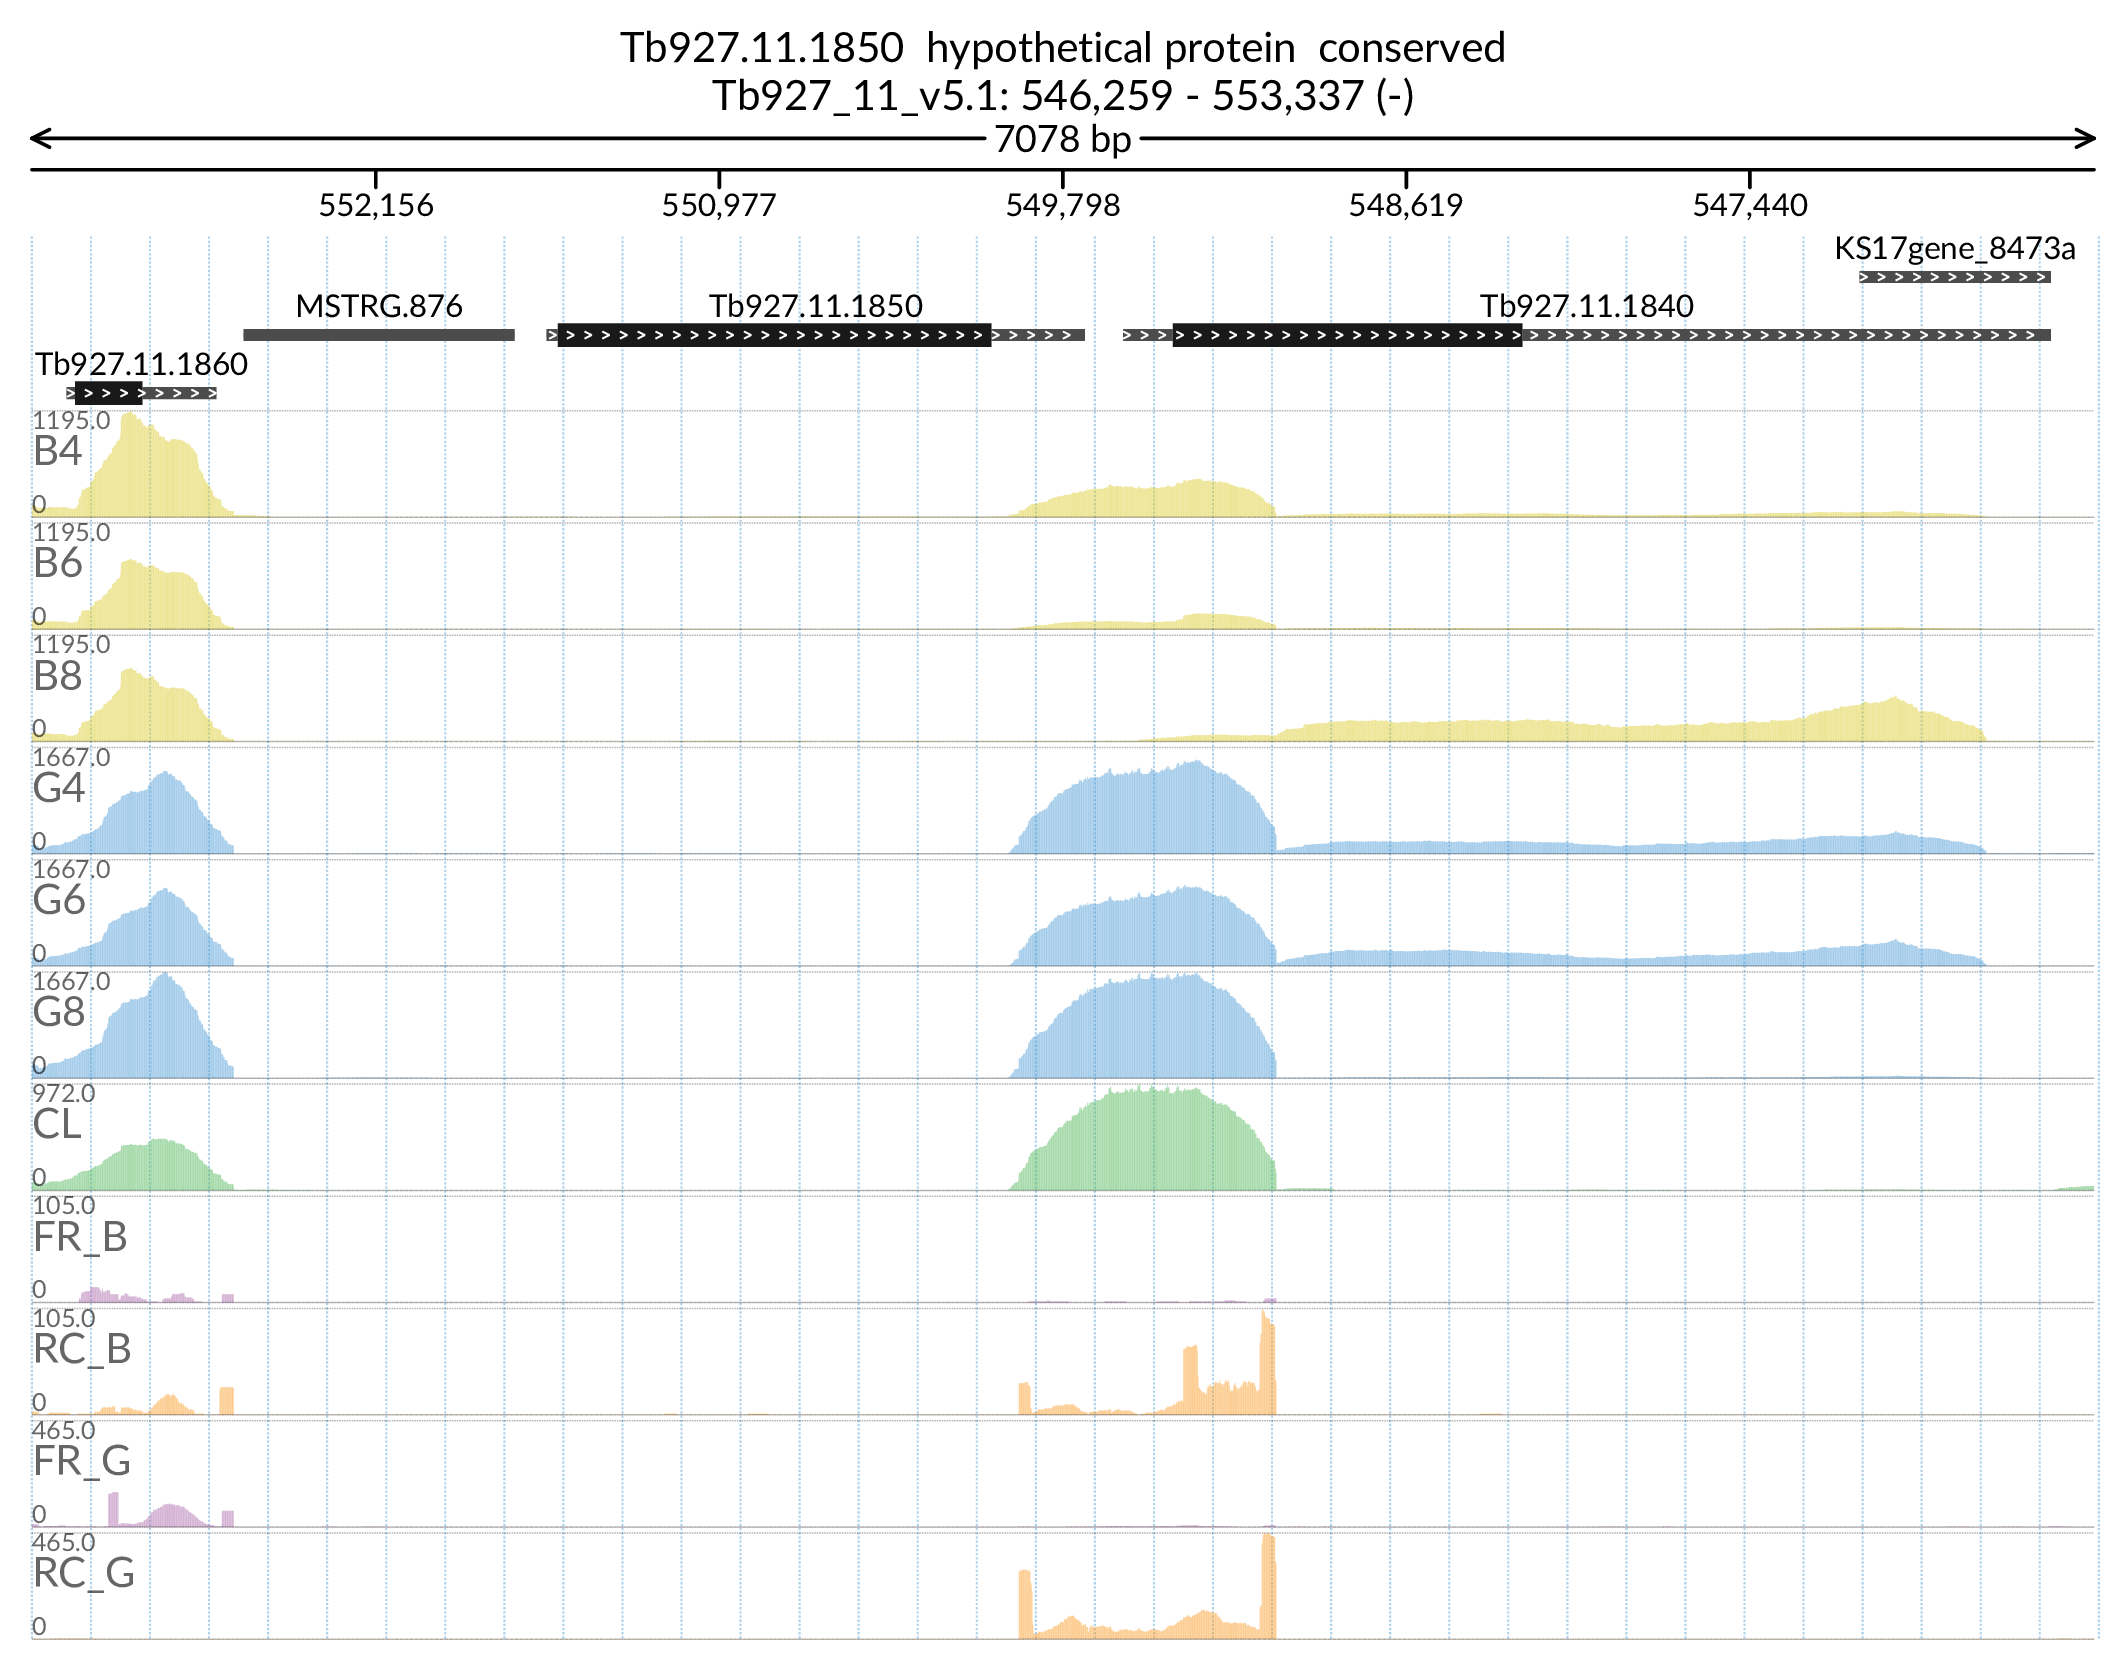 Tb927.11.1850  hypothetical protein  conserved
Tb927_11_v5.1: 546,259 - 553,337 (-)
7078 bp
552,156 550,977 549,798 548,619 547,440
KS17gene_8473a
MSTRG.876 Tb927.11.1850 Tb927.11.1840
Tb927.11.1860
1195.0
B4
0
1195.0
B6
0
1195.0
B8
0
1667.0
G4
0
1667.0
G6
0
1667.0
G8
0
972.0
CL
0
105.0
FR_B
0
105.0
RC_B
0
465.0
FR_G
0
465.0
RC_G
0